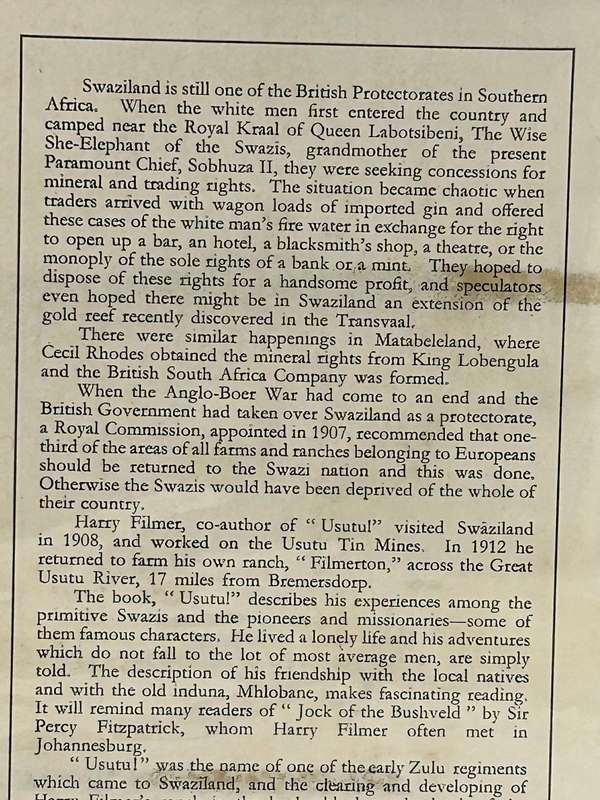 Swaziland is still one of the British Protectorates in Southern
Africa. When the white men first entered the country and
camped near the Royal Kraal of Queen Labotsibeni, The Wise
She-Elephant of the Swazis, grandmother of the present
Paramount Chief, Sobhuza II, they were seeking concessions for
mineral and trading rights. The situation became chaotic when
traders arrived with wagon loads of imported gin and offered
these cases of the white man's fire water in exchange for the right
to open up a bar, an hotel, a blacksmith's shop, a theatre, or the
monoply of the sole rights of a bank or a mint. They hoped to
dispose of these rights for a handsome profit, and speculators
even hoped there might be in Swaziland an extension of the
gold reef recently discovered in the Transvaal.
There were similar happenings in Matabeleland, where
Cecil Rhodes obtained the mineral rights from King Lobengula
and the British South Africa Company was formed.
When the Anglo-Boer War had come to an end and the
British Government had taken over Swaziland as a protectorate,
a Royal Commission, appointed in 1907, recommended that one-
third of the areas of all farms and ranches belonging to Europeans
should be returned to the Swazi nation and this was done.
Otherwise the Swazis would have been deprived of the whole of
their country.
Harry Filmer, co-author of "Usutu!" visited Swaziland
in 1908, and worked on the Usutu Tin Mines. In 1912 he
returned to farm his own ranch, "Filmerton," across the Great
Usutu River, 17 miles from Bremersdorp.
The book, "Usutu!" describes his experiences among the
primitive Swazis and the pioneers and missionaries—some of
them famous characters. He lived a lonely life and his adventures
which do not fall to the lot of most average men, are simply
told. The description of his friendship with the local natives
and with the old induna, Mhlobane, makes fascinating reading.
It will remind many readers of "Jock of the Bushveld" by Sir
Percy Fitzpatrick, whom Harry Filmer often met in
Johannesburg.
"Usutu!" was the name of one of the early Zulu regiments
which came to Swaziland, and the clearing and developing of
Harry Filmer's